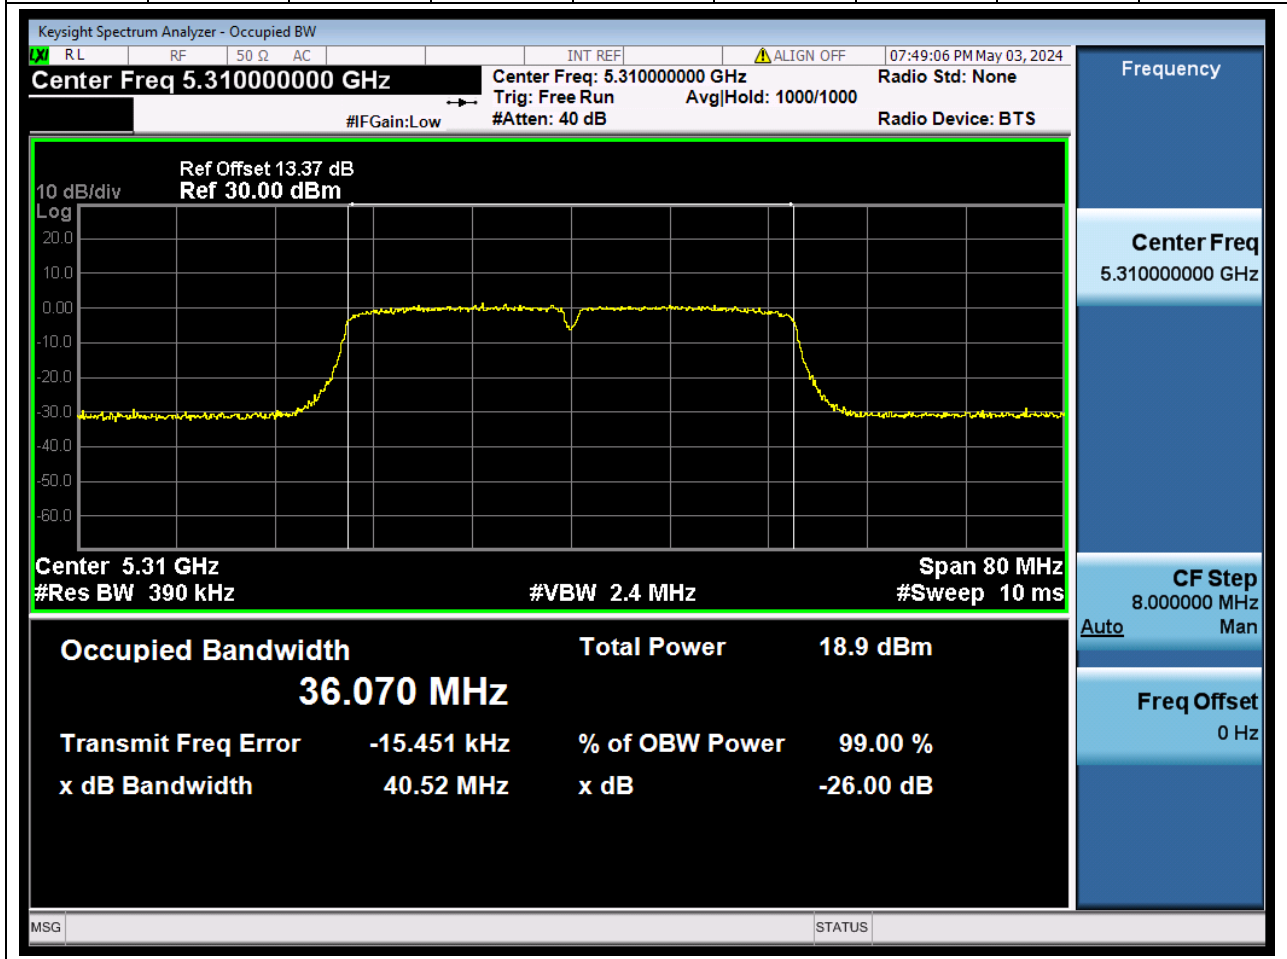 Keysight Spectrum Analyzer - Occupied BW
LXI RL RF 50 Ω AC INT REF ALIGN OFF 07:49:06 PM May 03, 2024
Center Freq 5.310000000 GHz
Center Freq: 5.310000000 GHz
Radio Std: None
Trig: Free Run Avg|Hold: 1000/1000
#IFGain:Low
#Atten: 40 dB
Radio Device: BTS
Ref Offset 13.37 dB
10 dB/div Ref 30.00 dBm
Log
20.0
10.0
0.00
-10.0
-20.0
-30.0
-40.0
-50.0
-60.0
Center 5.31 GHz Span 80 MHz
#Res BW 390 kHz #VBW 2.4 MHz #Sweep 10 ms
Occupied Bandwidth Total Power 18.9 dBm
36.070 MHz
Transmit Freq Error -15.451 kHz % of OBW Power 99.00 %
x dB Bandwidth 40.52 MHz x dB -26.00 dB
MSG STATUS
Frequency
Center Freq
5.310000000 GHz
CF Step
8.000000 MHz
Auto Man
Freq Offset
0 Hz